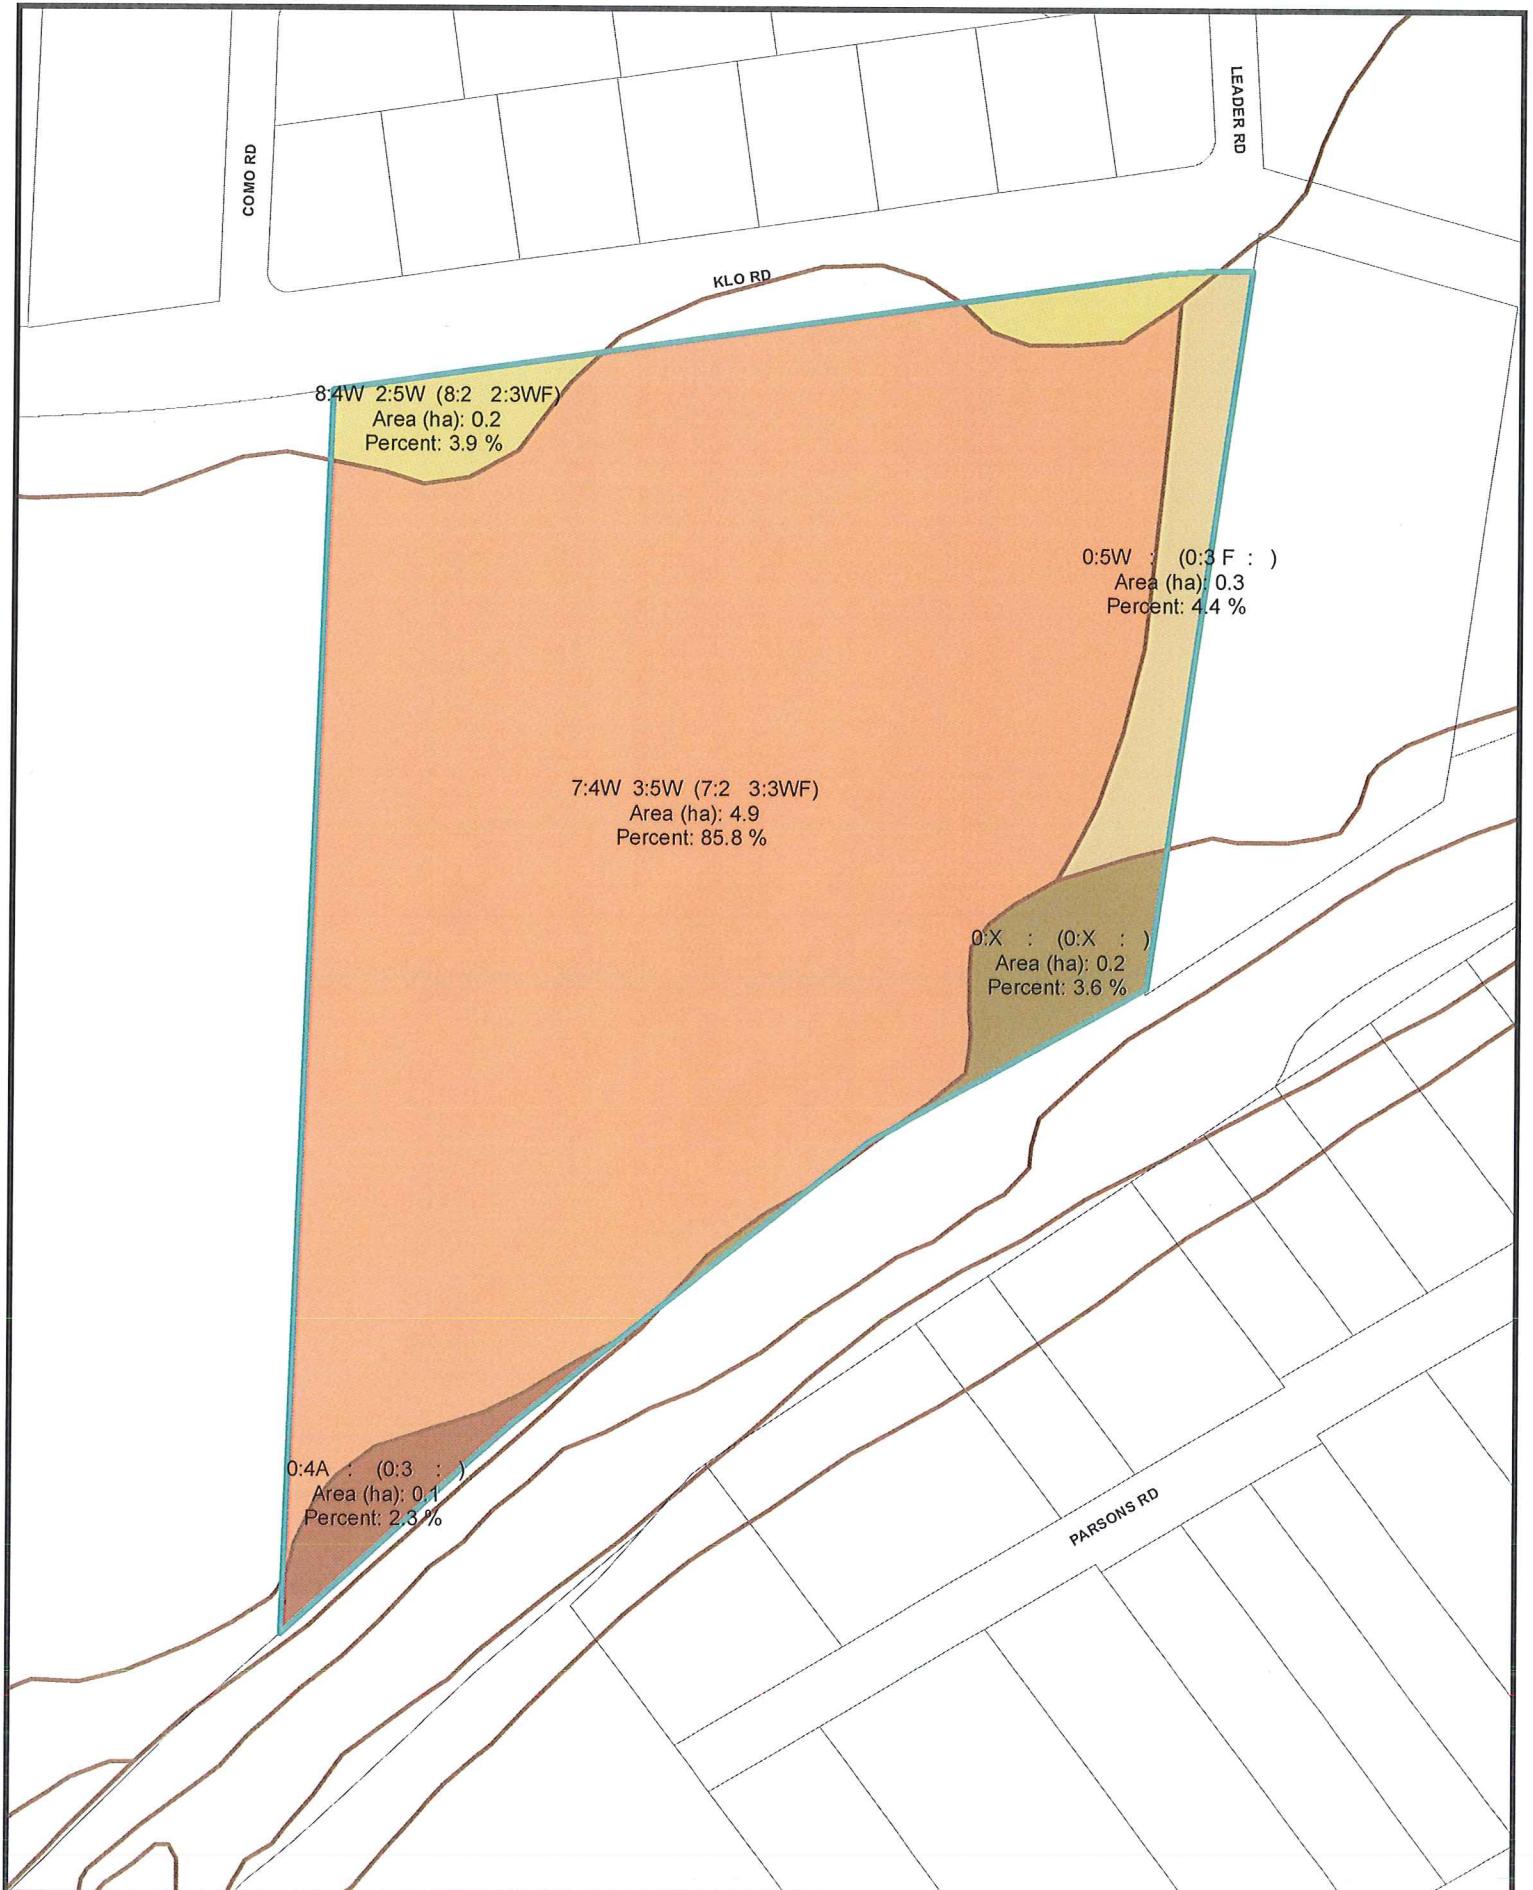 LEADER RD
COMO RD
KLO RD
8:4W 2:5W (8:2 2:3WF)
Area (ha): 0.2
Percent: 3.9 %
0:5W : (0:3 F : )
Area (ha): 0.3
Percent: 4.4 %
7:4W 3:5W (7:2 3:3WF)
Area (ha): 4.9
Percent: 85.8 %
0:X : (0:X : )
Area (ha): 0.2
Percent: 3.6 %
0:4A : (0:3 : )
Area (ha): 0.1
Percent: 2.3 %
PARSONS RD